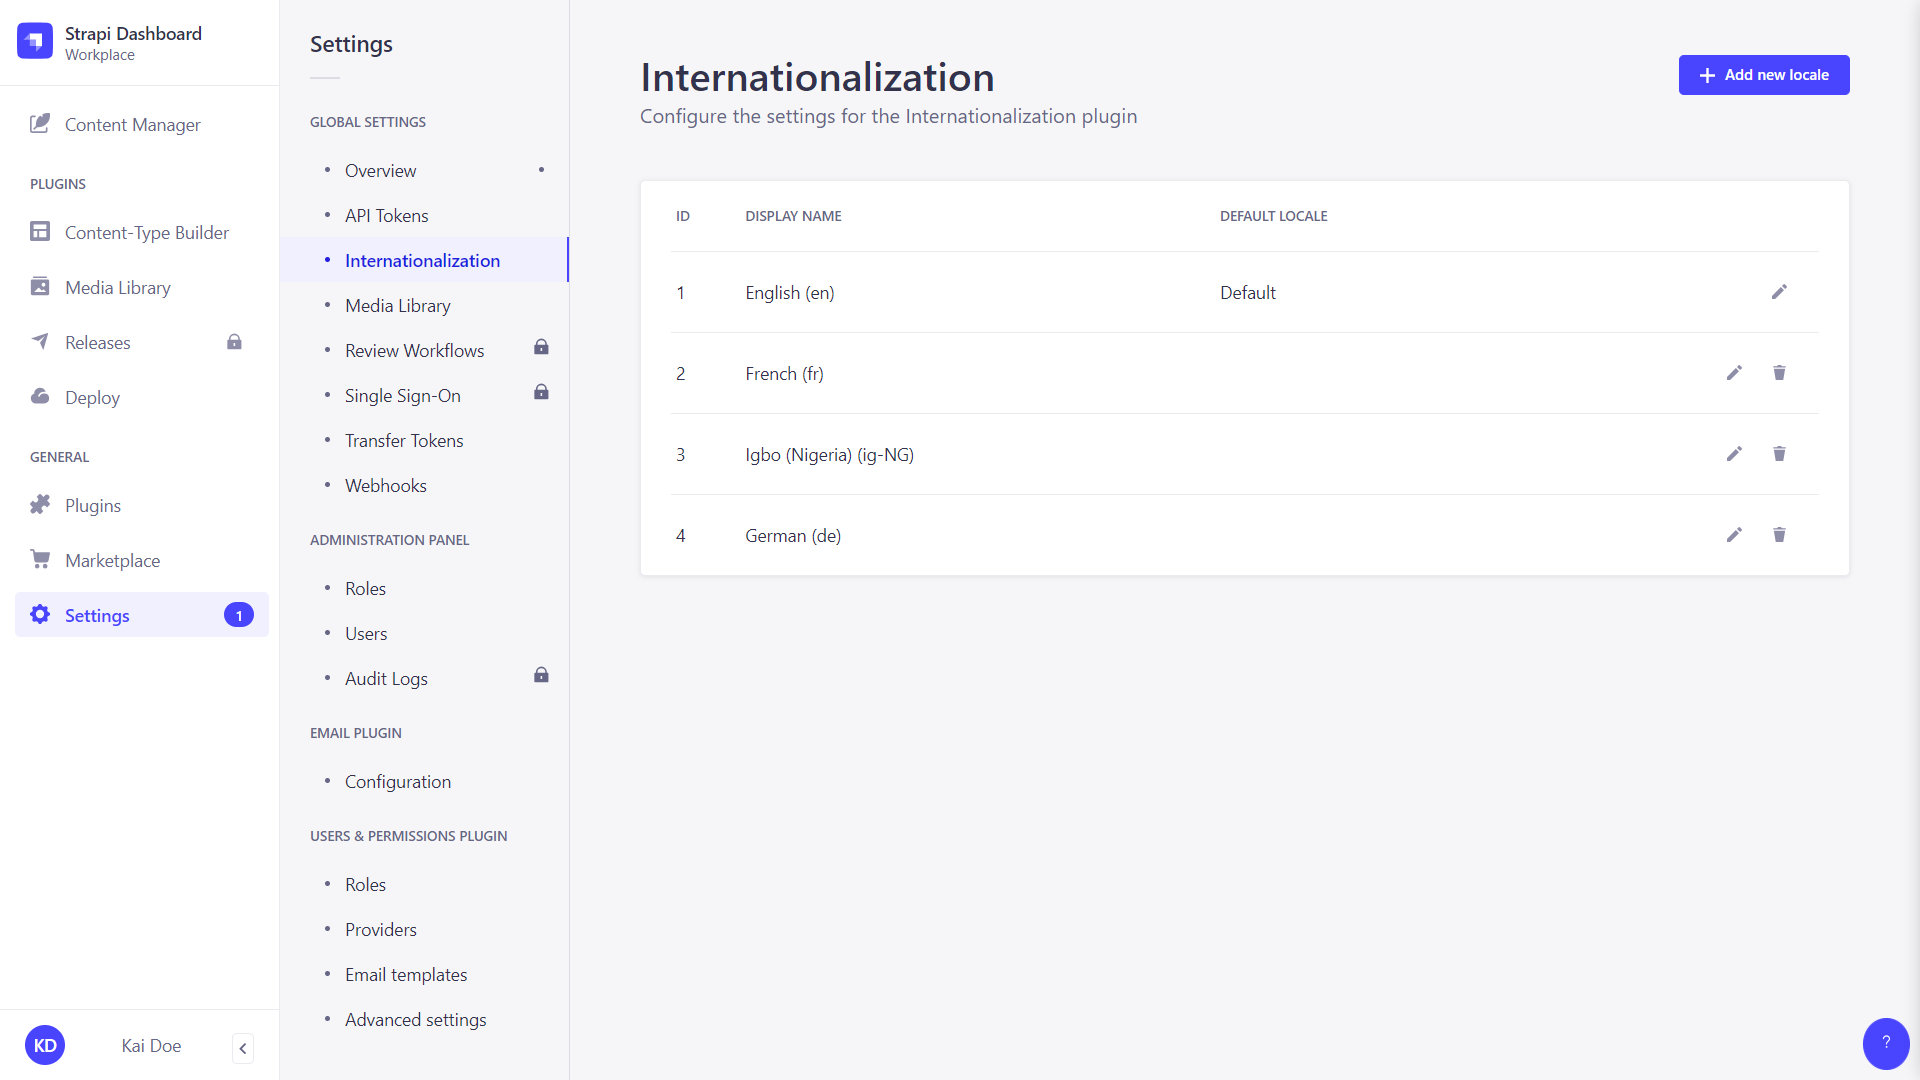 Strapi Dashboard
Workplace
Content Manager
PLUGINS
Content-Type Builder
Media Library
Releases
Deploy
GENERAL
Plugins
Marketplace
Settings
1
KD
Kai Doe
Settings
GLOBAL SETTINGS
Overview
API Tokens
Internationalization
Media Library
Review Workflows
Single Sign-On
Transfer Tokens
Webhooks
ADMINISTRATION PANEL
Roles
Users
Audit Logs
EMAIL PLUGIN
Configuration
USERS & PERMISSIONS PLUGIN
Roles
Providers
Email templates
Advanced settings
Internationalization
Configure the settings for the Internationalization plugin
Add new locale
ID DISPLAY NAME DEFAULT LOCALE
1 English (en) Default
2 French (fr)
3 Igbo (Nigeria) (ig-NG)
4 German (de)
?